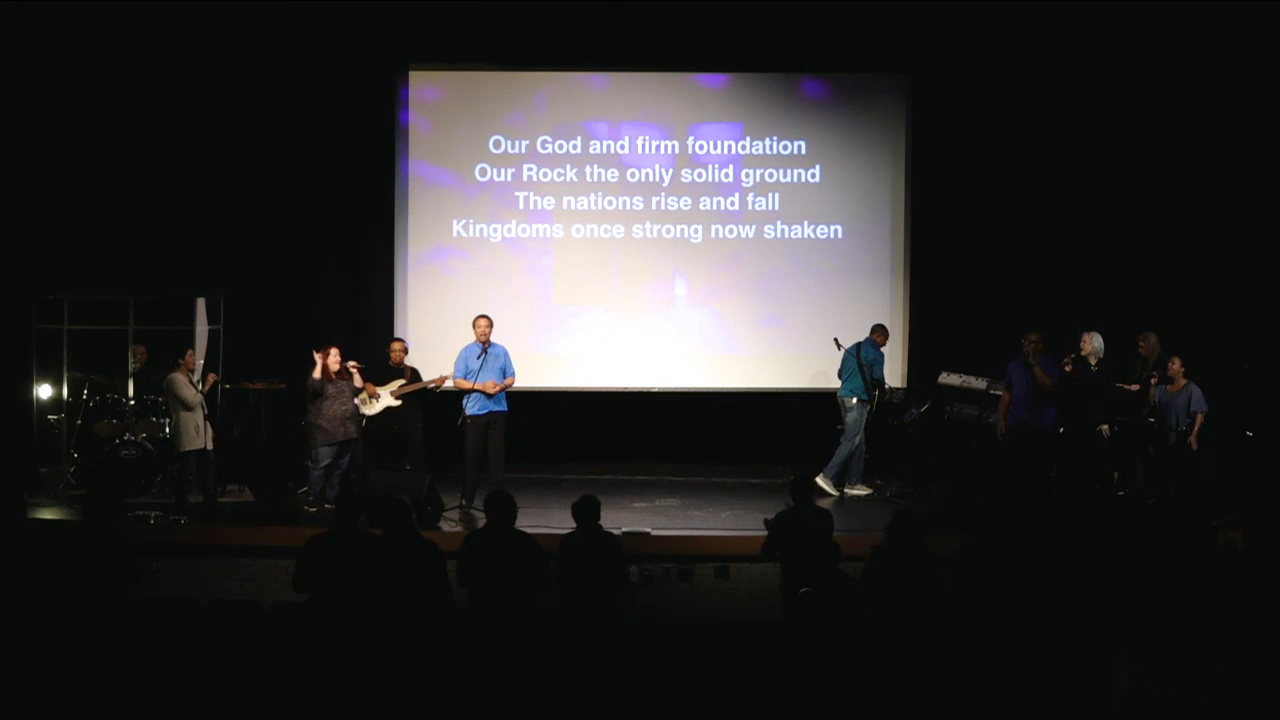 Our God and firm foundation
Our Rock the only solid ground
The nations rise and fall
Kingdoms once strong now shaken